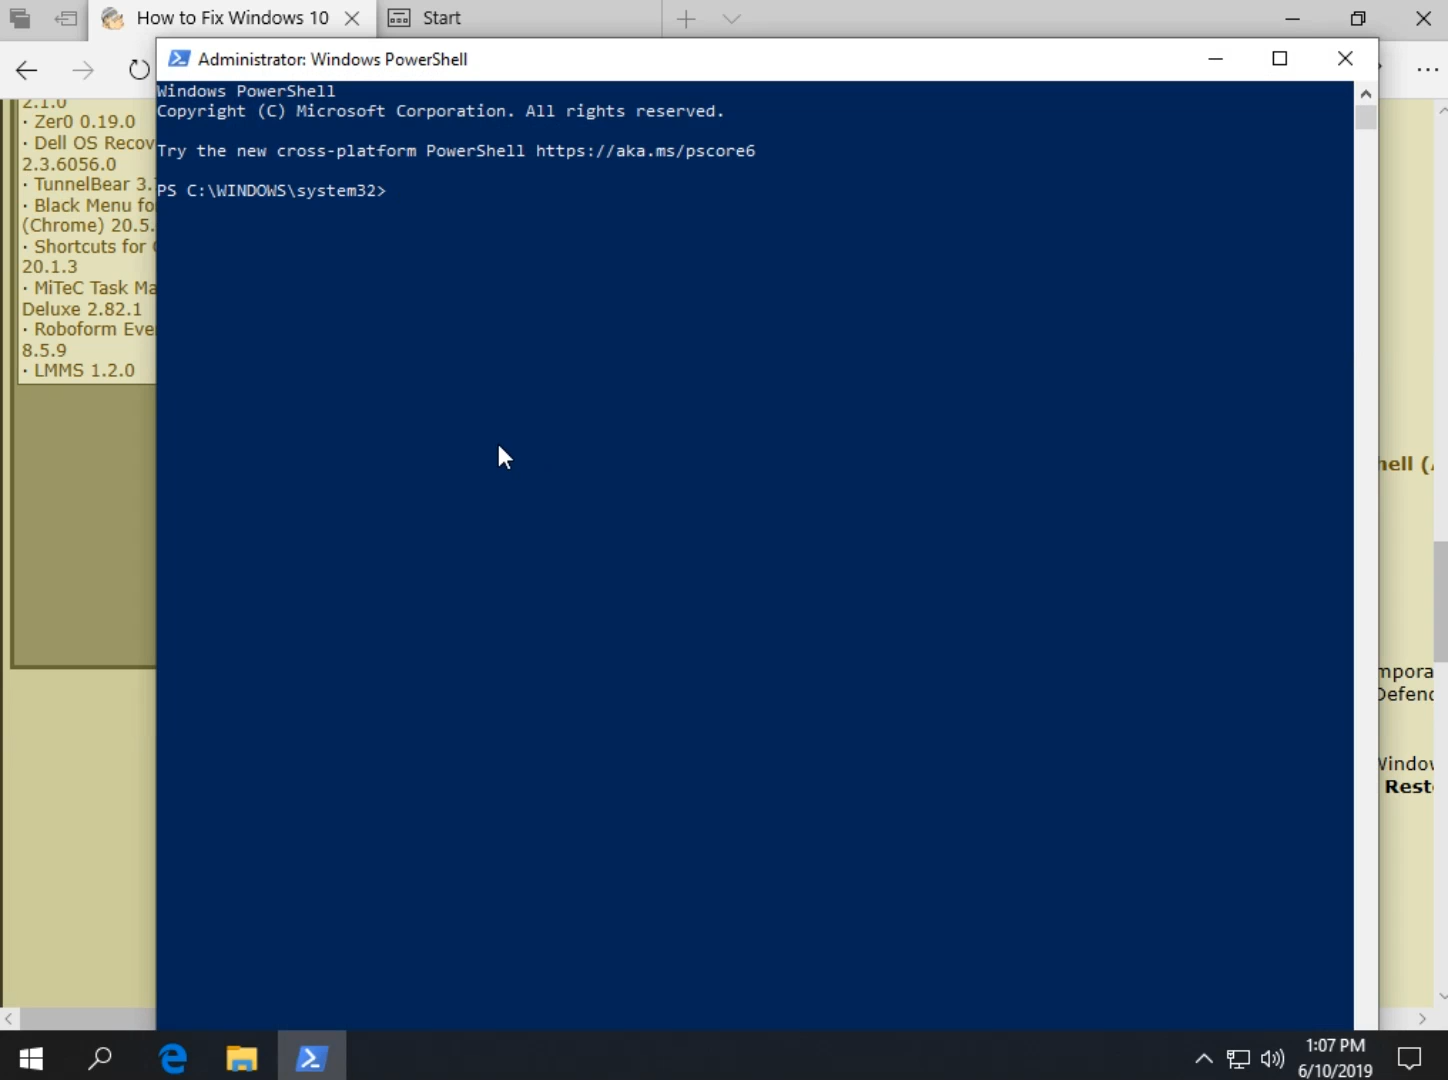 How to Fix Windows 10
Start
Administrator: Windows PowerShell
2.1.0
· Zer0 0.19.0
· Dell OS Recov
2.3.6056.0
· TunnelBear 3.
· Black Menu fo
(Chrome) 20.5.
· Shortcuts for
20.1.3
· MiTeC Task Ma
Deluxe 2.82.1
· Roboform Eve
8.5.9
· LMMS 1.2.0
Windows PowerShell
Copyright (C) Microsoft Corporation. All rights reserved.
Try the new cross-platform PowerShell https://aka.ms/pscore6
PS C:\WINDOWS\system32>
hell (
mpora
Defend
Window
Rest
1:07 PM
6/10/2019